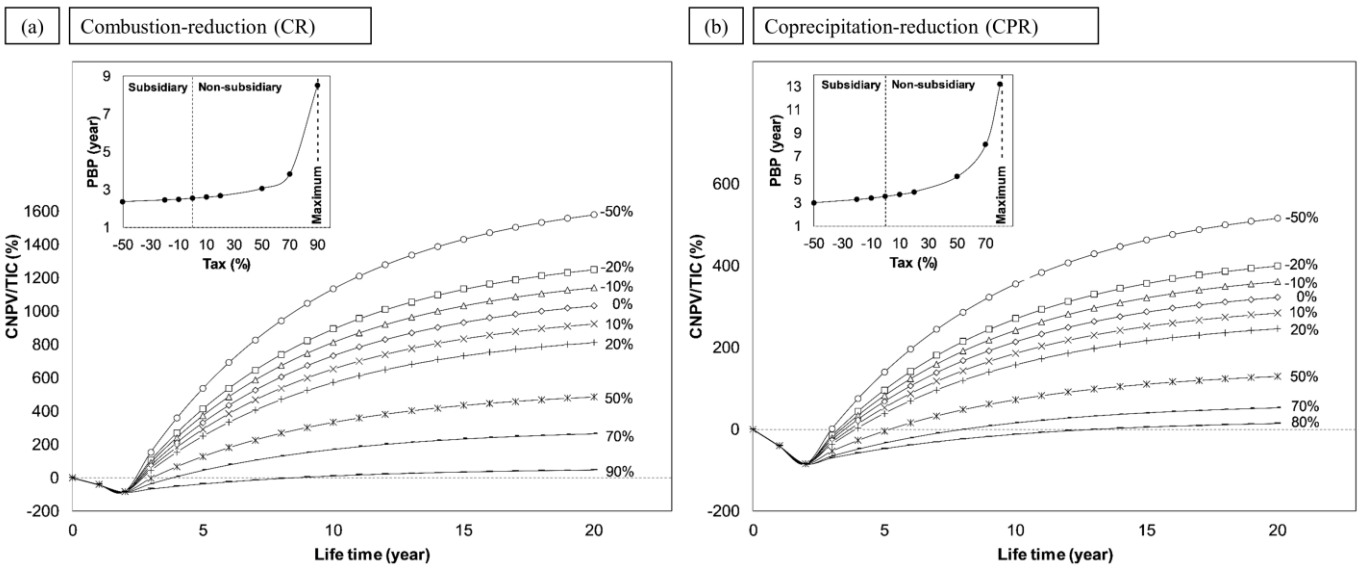 (a) Combustion-reduction (CR)
9
7
5
3
1
PBP (year)
Subsidiary Non-subsidiary
Maximum
-50 -30 -10 10 30 50 70 90
Tax (%)
1600
1400
1200
1000
800
600
400
200
0
-200
CNPV/TIC (%)
-50%
-20%
-10%
0%
10%
20%
50%
70%
90%
0 5 10 15 20
Life time (year)
(b) Coprecipitation-reduction (CPR)
13
11
9
7
5
3
1
PBP (year)
Subsidiary Non-subsidiary
Maximum
-50 -30 -10 10 30 50 70
Tax (%)
600
400
200
0
-200
CNPV/TIC (%)
-50%
-20%
-10%
0%
10%
20%
50%
70%
80%
0 5 10 15 20
Life time (year)